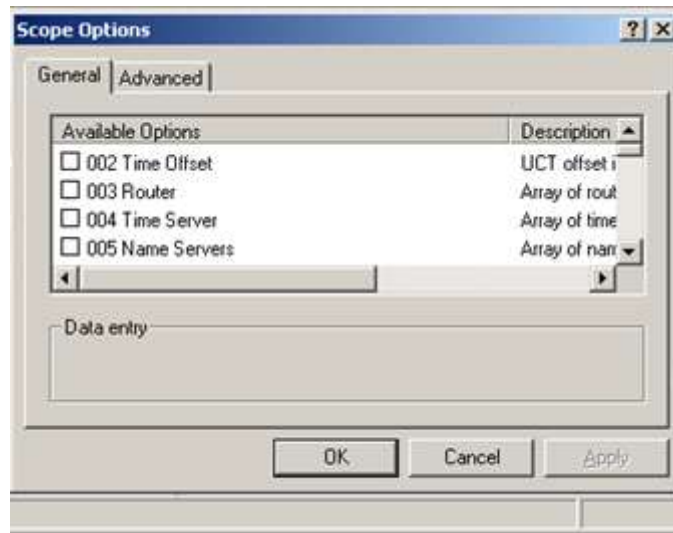 Scope Options
General Advanced
Available Options Description
002 Time Offset UCT offset i
003 Router Array of rout
004 Time Server Array of time
005 Name Servers Array of nam
Data entry
OK Cancel Apply